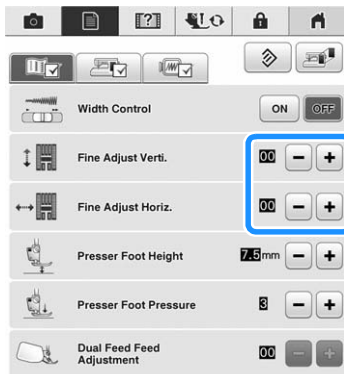 [?]
Width Control ON OFF
Fine Adjust Verti. 00 - +
Fine Adjust Horiz. 00 - +
Presser Foot Height 7.5mm - +
Presser Foot Pressure 3 - +
Dual Feed Feed
Adjustment 00 - +